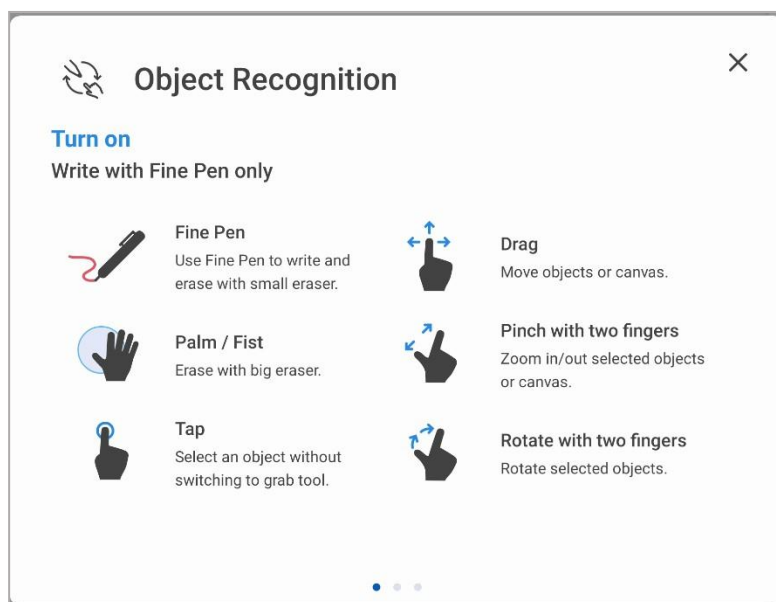 Object Recognition
Turn on
Write with Fine Pen only
Fine Pen
Use Fine Pen to write and
erase with small eraser.
Palm / Fist
Erase with big eraser.
Tap
Select an object without
switching to grab tool.
Drag
Move objects or canvas.
Pinch with two fingers
Zoom in/out selected objects
or canvas.
Rotate with two fingers
Rotate selected objects.